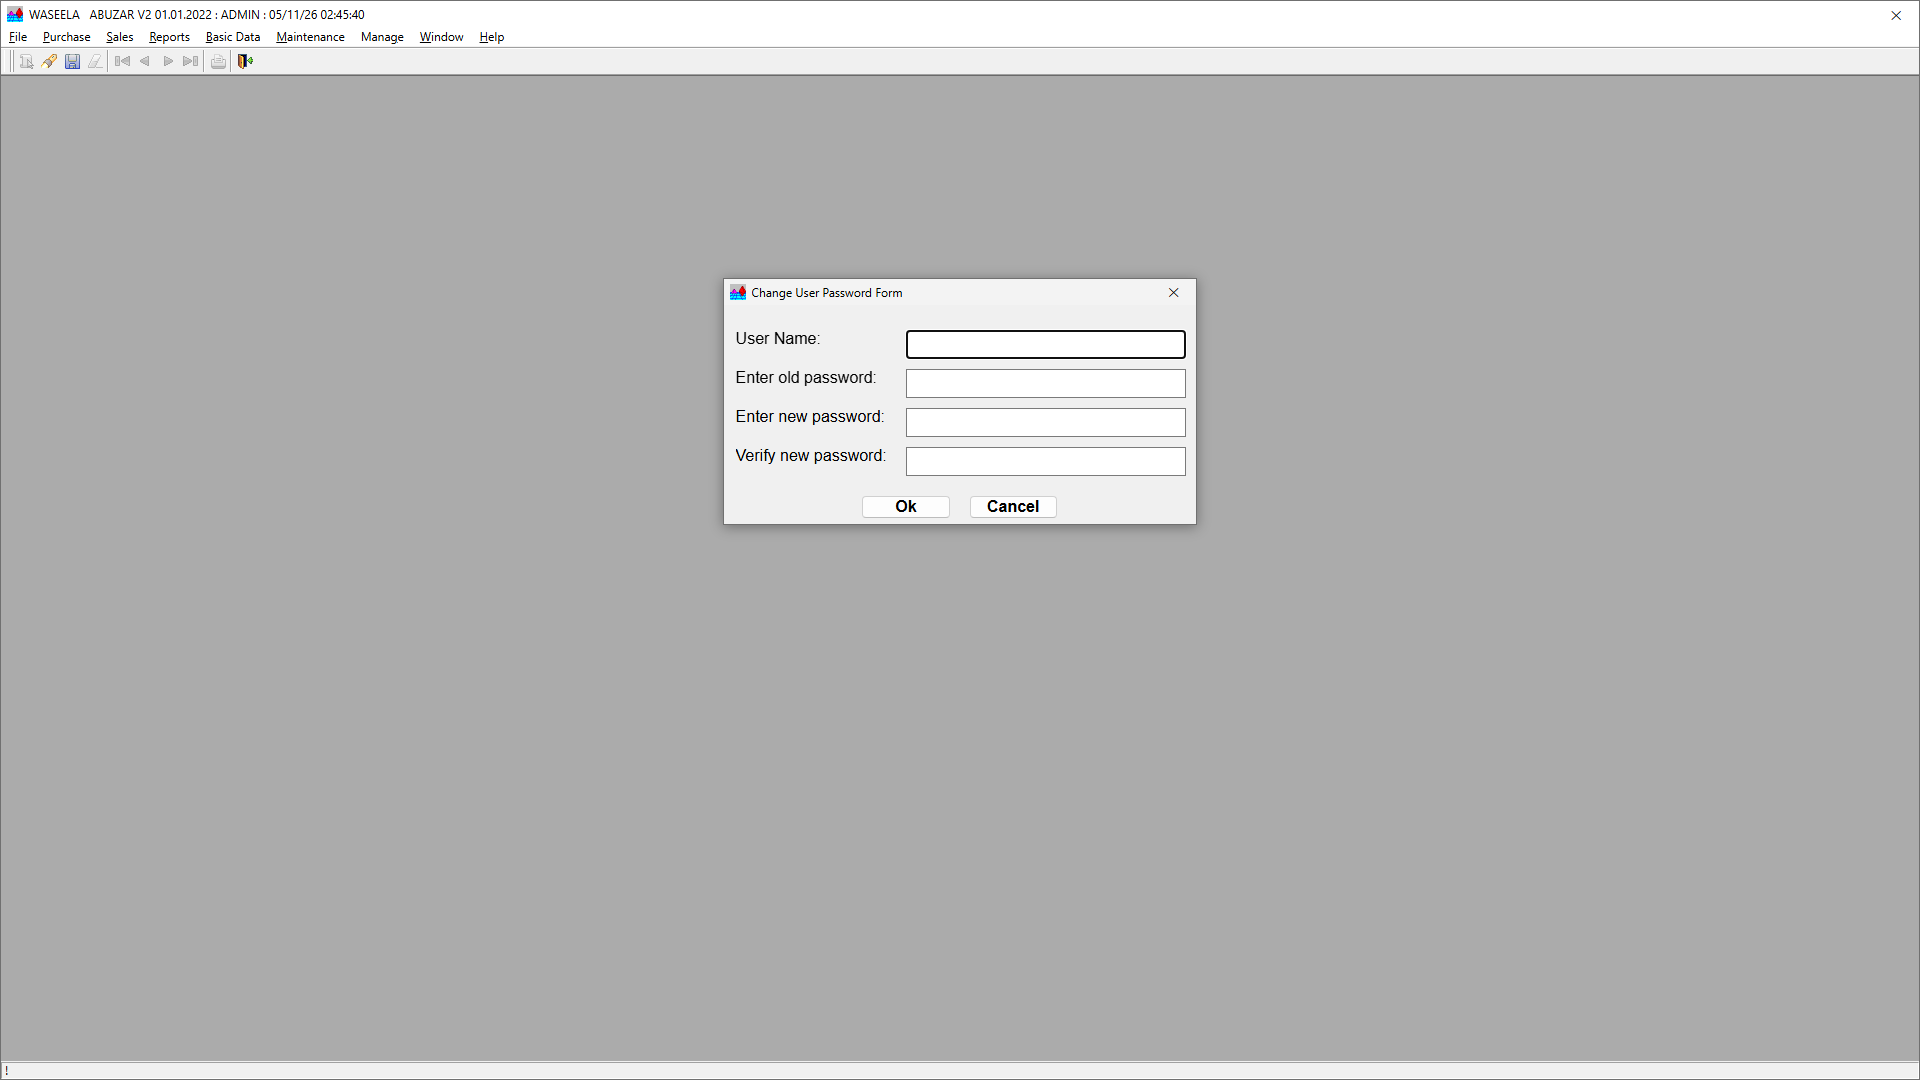 WASEELA   ABUZAR V2 01.01.2022 : ADMIN : 05/11/26 02:45:40
File Purchase Sales Reports Basic Data Maintenance Manage Window Help
Change User Password Form
User Name:
Enter old password:
Enter new password:
Verify new password:
Ok Cancel
!